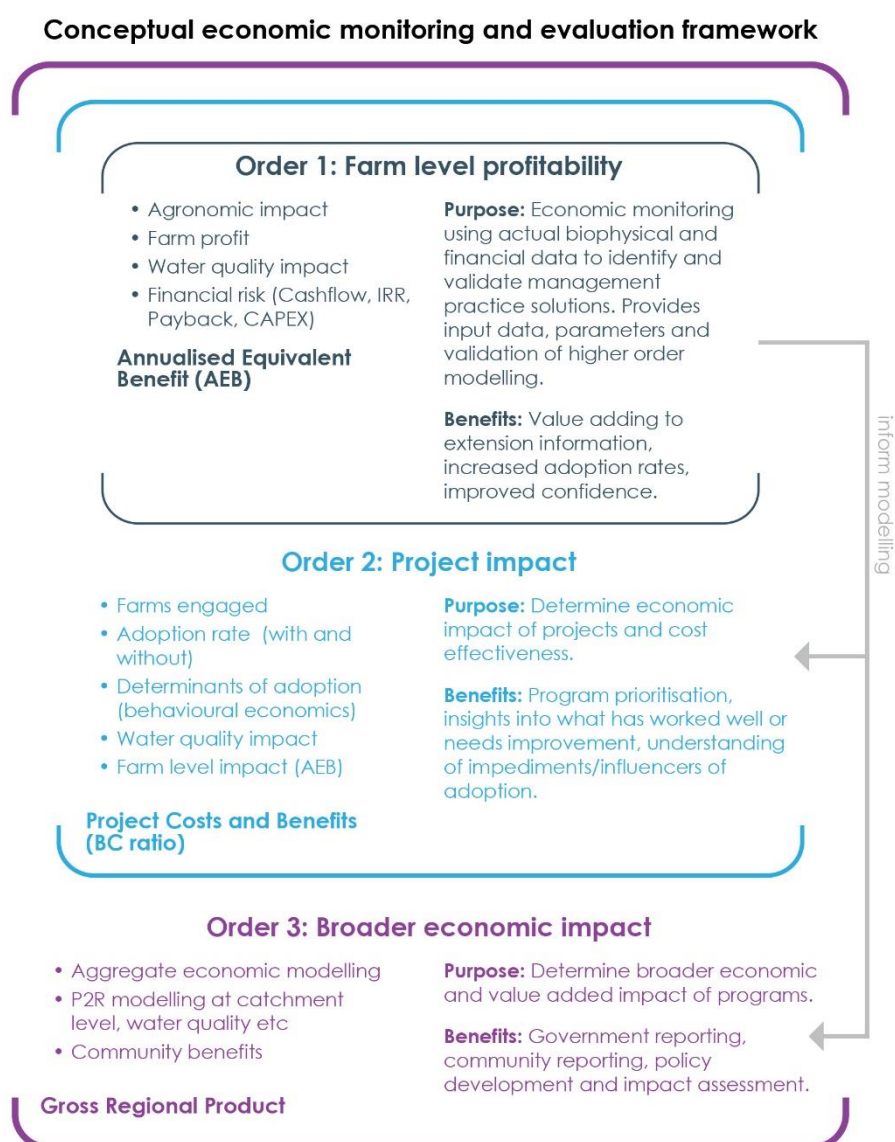 Conceptual economic monitoring and evaluation framework
Order 1: Farm level profitability
• Agronomic impact
• Farm profit
• Water quality impact
• Financial risk (Cashflow, IRR,
Payback, CAPEX)
Annualised Equivalent
Benefit (AEB)
Purpose: Economic monitoring
using actual biophysical and
financial data to identify and
validate management
practice solutions. Provides
input data, parameters and
validation of higher order
modelling.
Benefits: Value adding to
extension information,
increased adoption rates,
improved confidence.
inform modelling
Order 2: Project impact
• Farms engaged
• Adoption rate (with and
without)
• Determinants of adoption
(behavioural economics)
• Water quality impact
• Farm level impact (AEB)
Project Costs and Benefits
(BC ratio)
Purpose: Determine economic
impact of projects and cost
effectiveness.
Benefits: Program prioritisation,
insights into what has worked well or
needs improvement, understanding
of impediments/influencers of
adoption.
Order 3: Broader economic impact
• Aggregate economic modelling
• P2R modelling at catchment
level, water quality etc
• Community benefits
Gross Regional Product
Purpose: Determine broader economic
and value added impact of programs.
Benefits: Government reporting,
community reporting, policy
development and impact assessment.